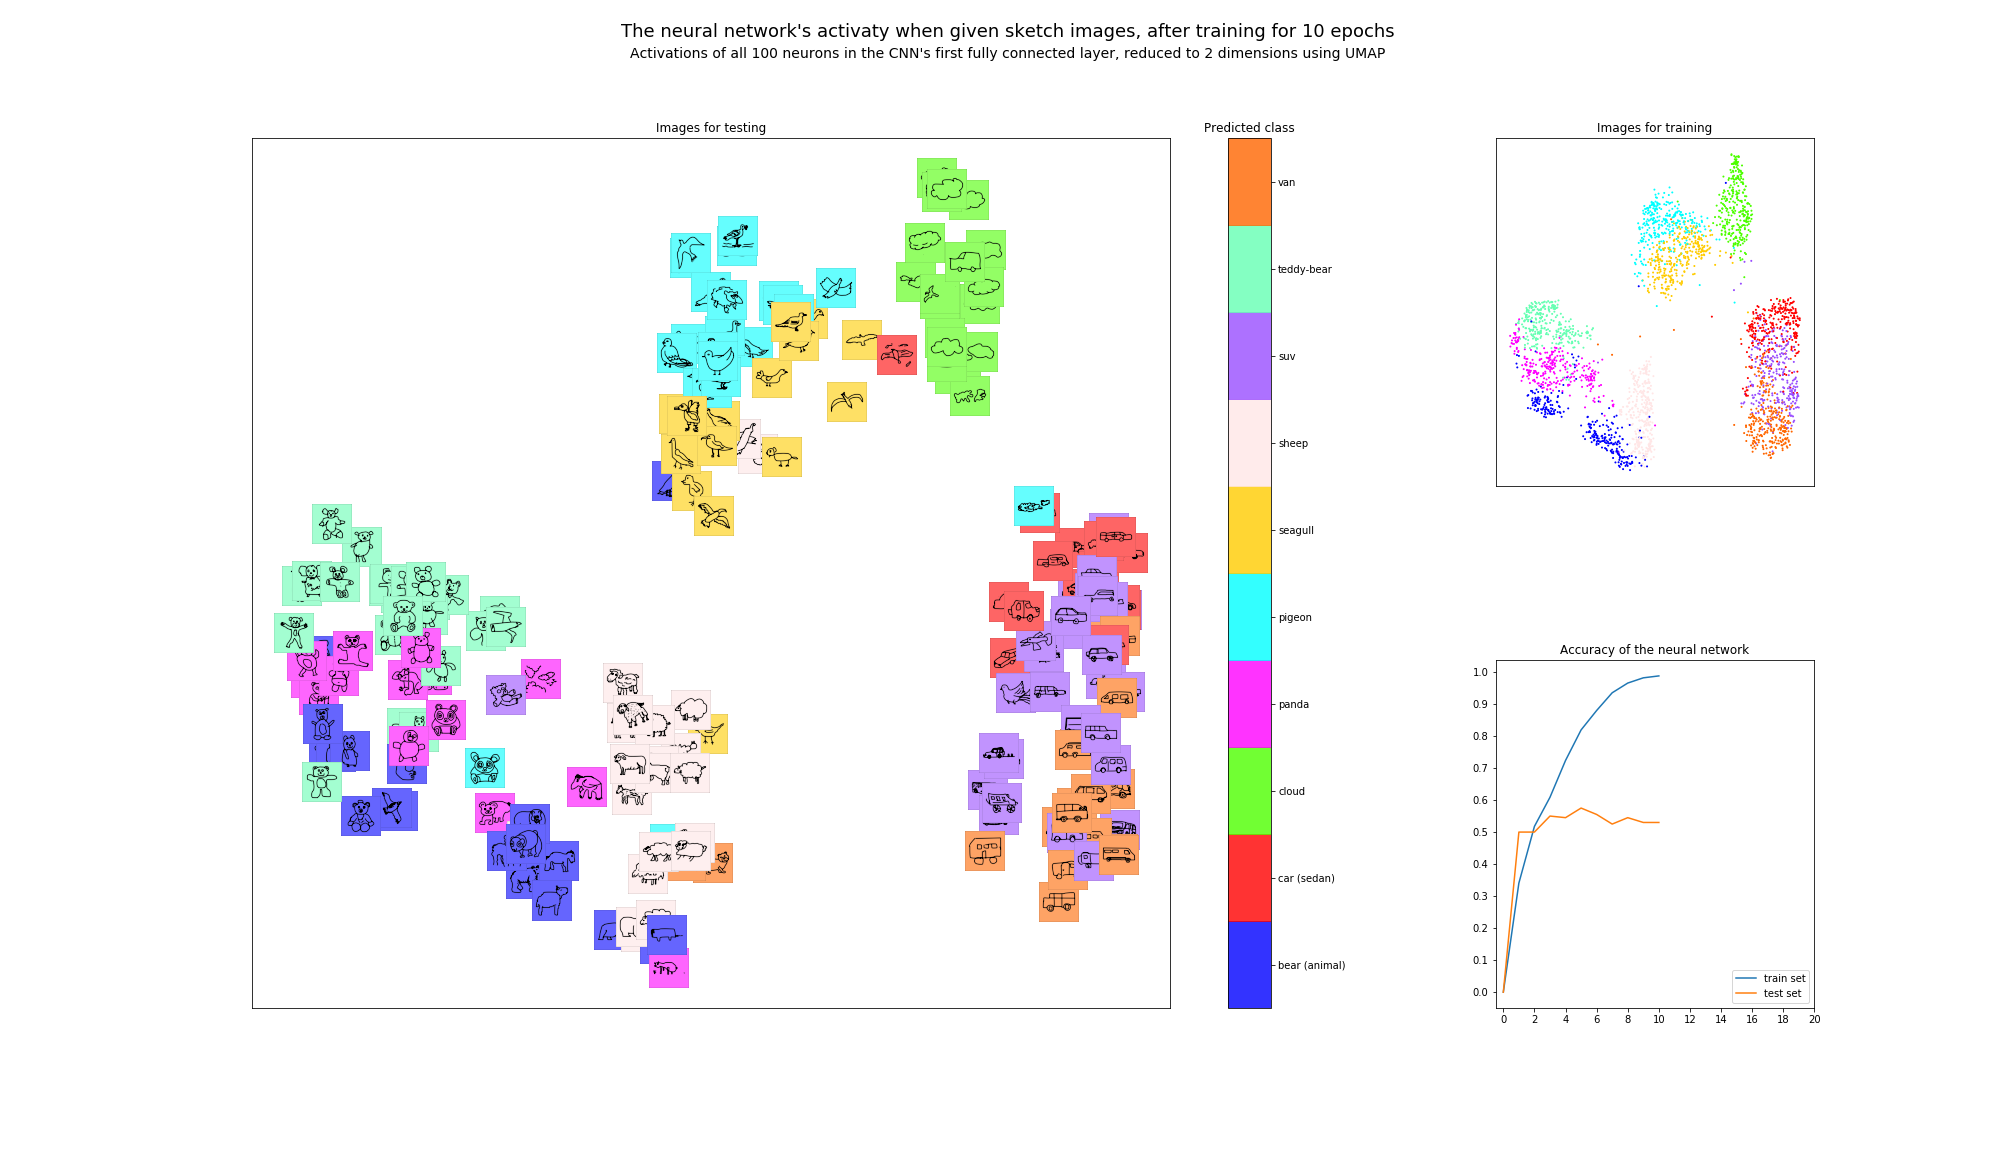 The neural network's activaty when given sketch images, after training for 10 epochs
Activations of all 100 neurons in the CNN's first fully connected layer, reduced to 2 dimensions using UMAP
Images for testing
Predicted class
van
teddy-bear
suv
sheep
seagull
pigeon
panda
cloud
car (sedan)
bear (animal)
Images for training
Accuracy of the neural network
1.0
0.9
0.8
0.7
0.6
0.5
0.4
0.3
0.2
0.1
0.0
train set
test set
0 2 4 6 8 10 12 14 16 18 20